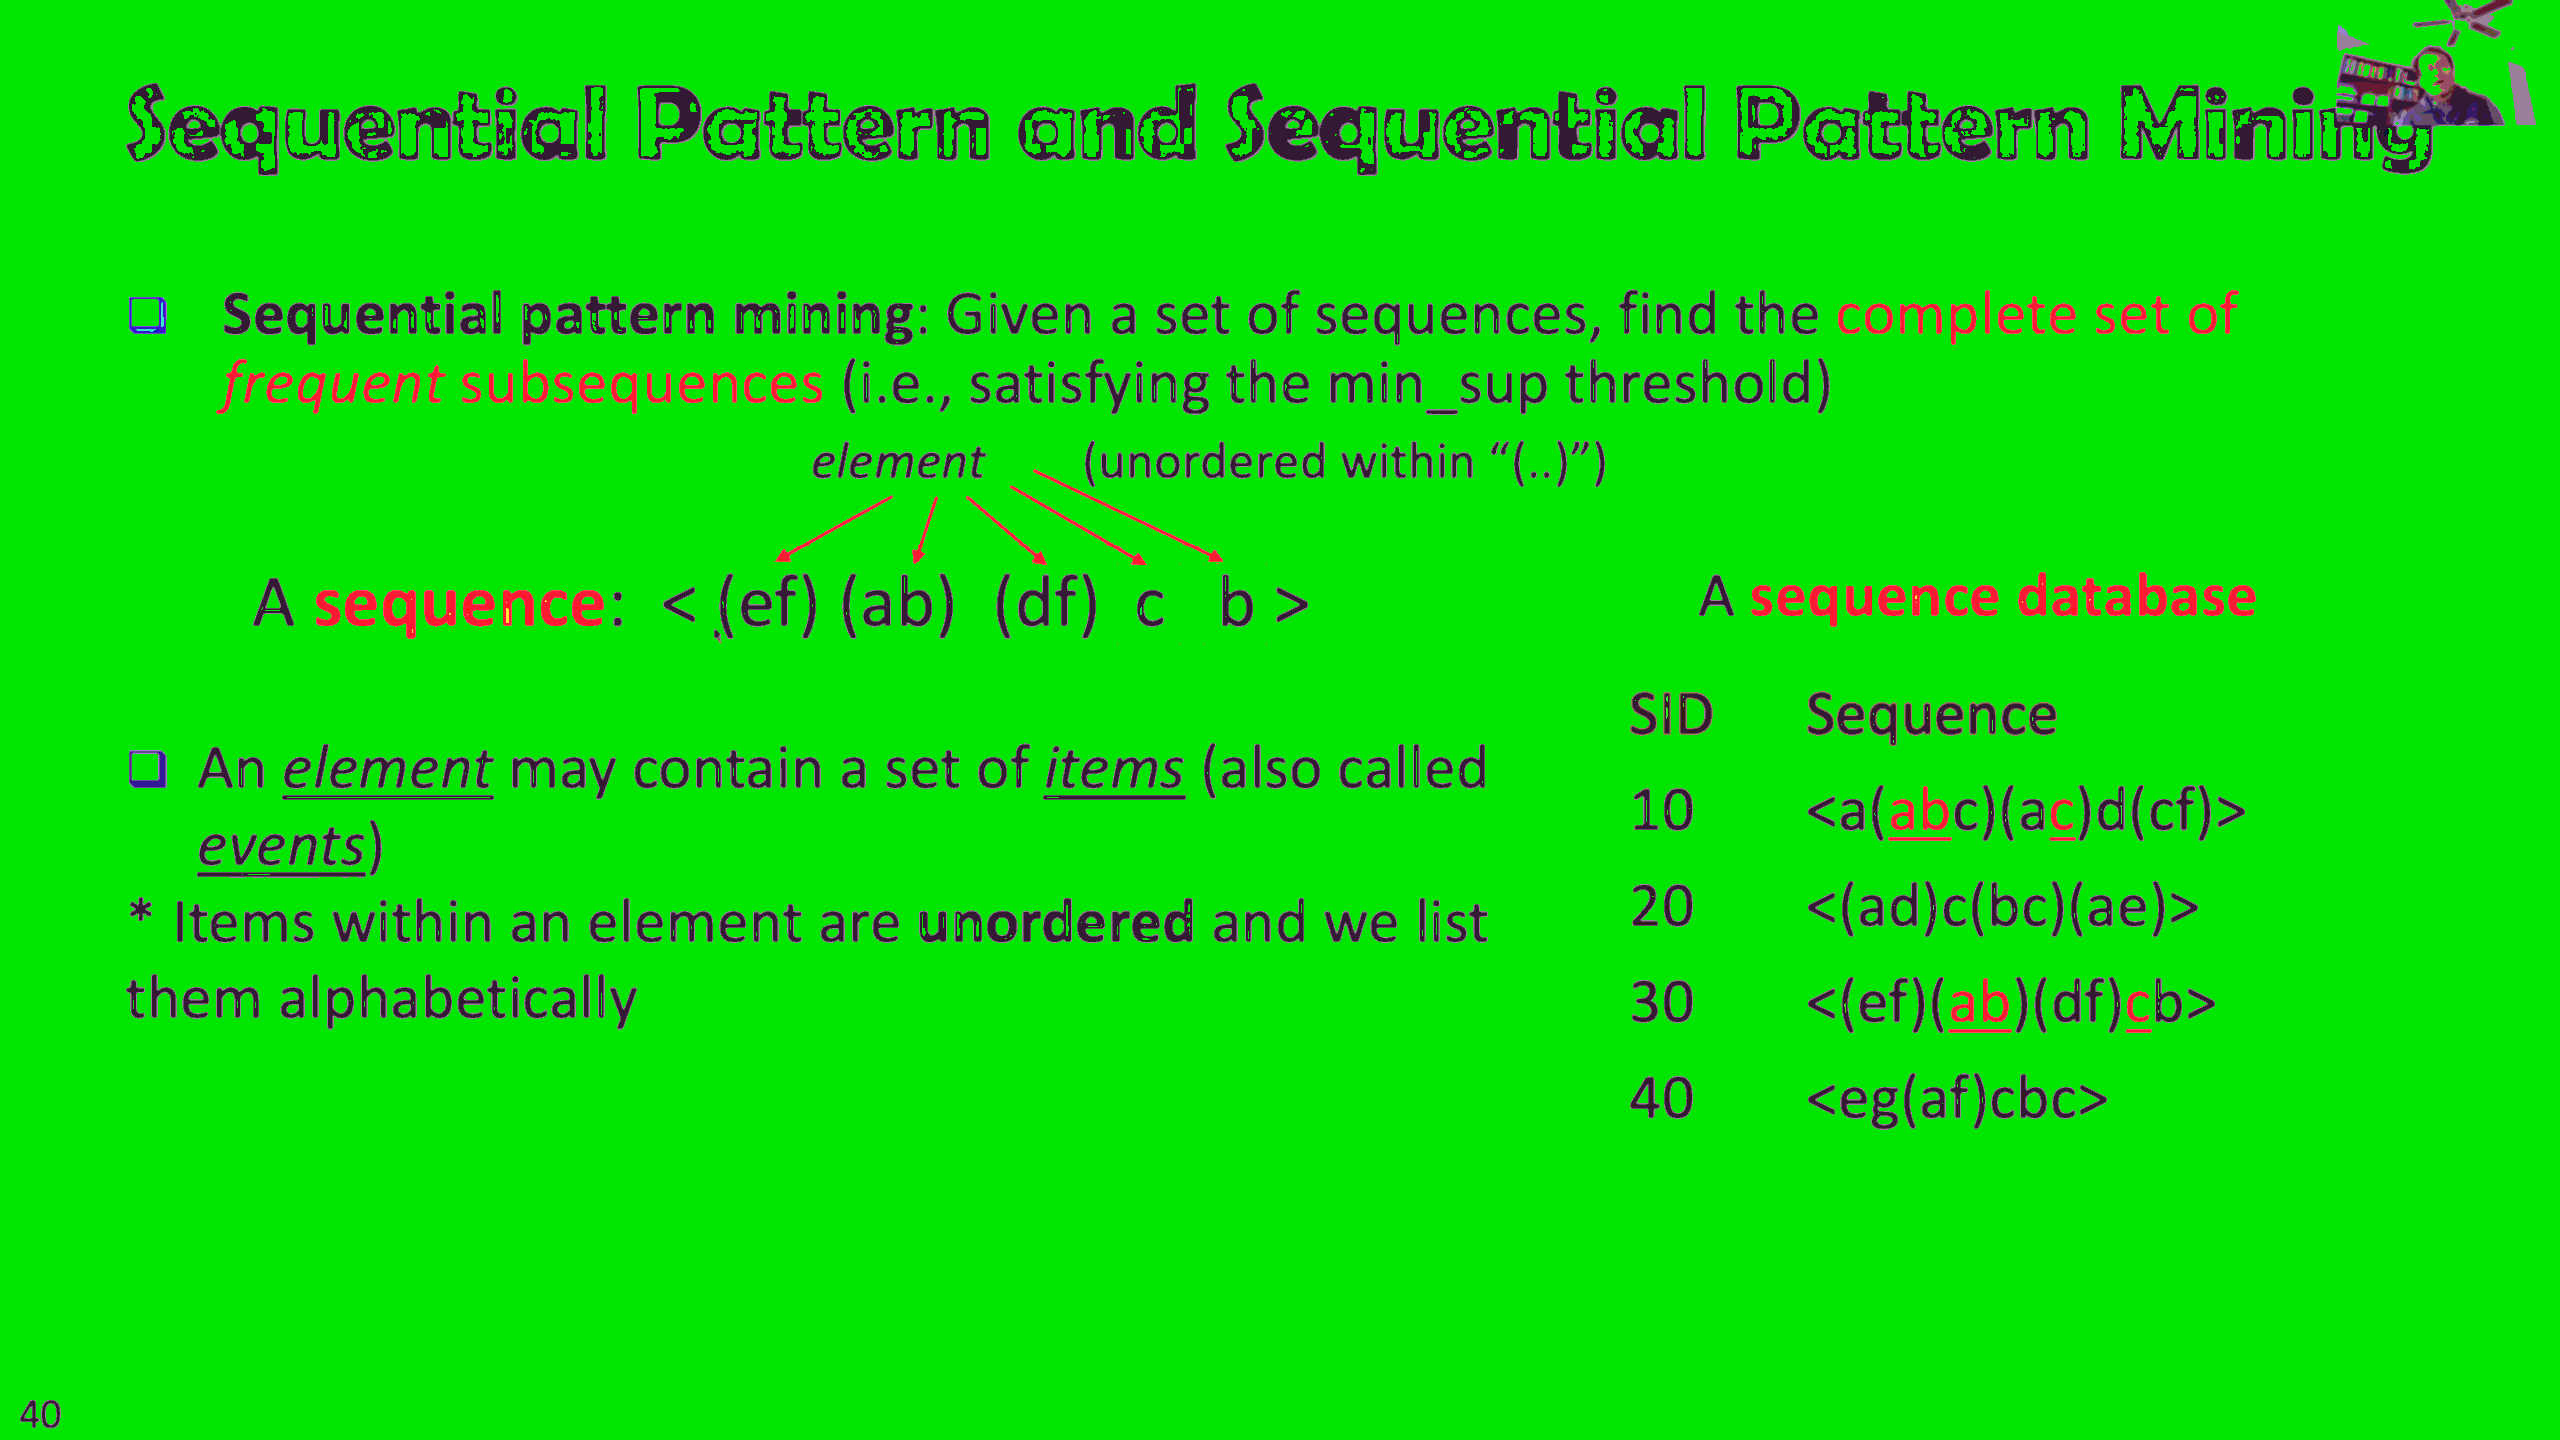 Sequential Pattern and Sequential Pattern Mining
Sequential pattern mining: Given a set of sequences, find the complete set of
frequent subsequences (i.e., satisfying the min_sup threshold)
element (unordered within “(..)”)
A sequence: < (ef) (ab) (df) c b >
An element may contain a set of items (also called
events)
* Items within an element are unordered and we list
them alphabetically
A sequence database
SID Sequence
10 <a(abc)(ac)d(cf)>
20 <(ad)c(bc)(ae)>
30 <(ef)(ab)(df)cb>
40 <eg(af)cbc>
40